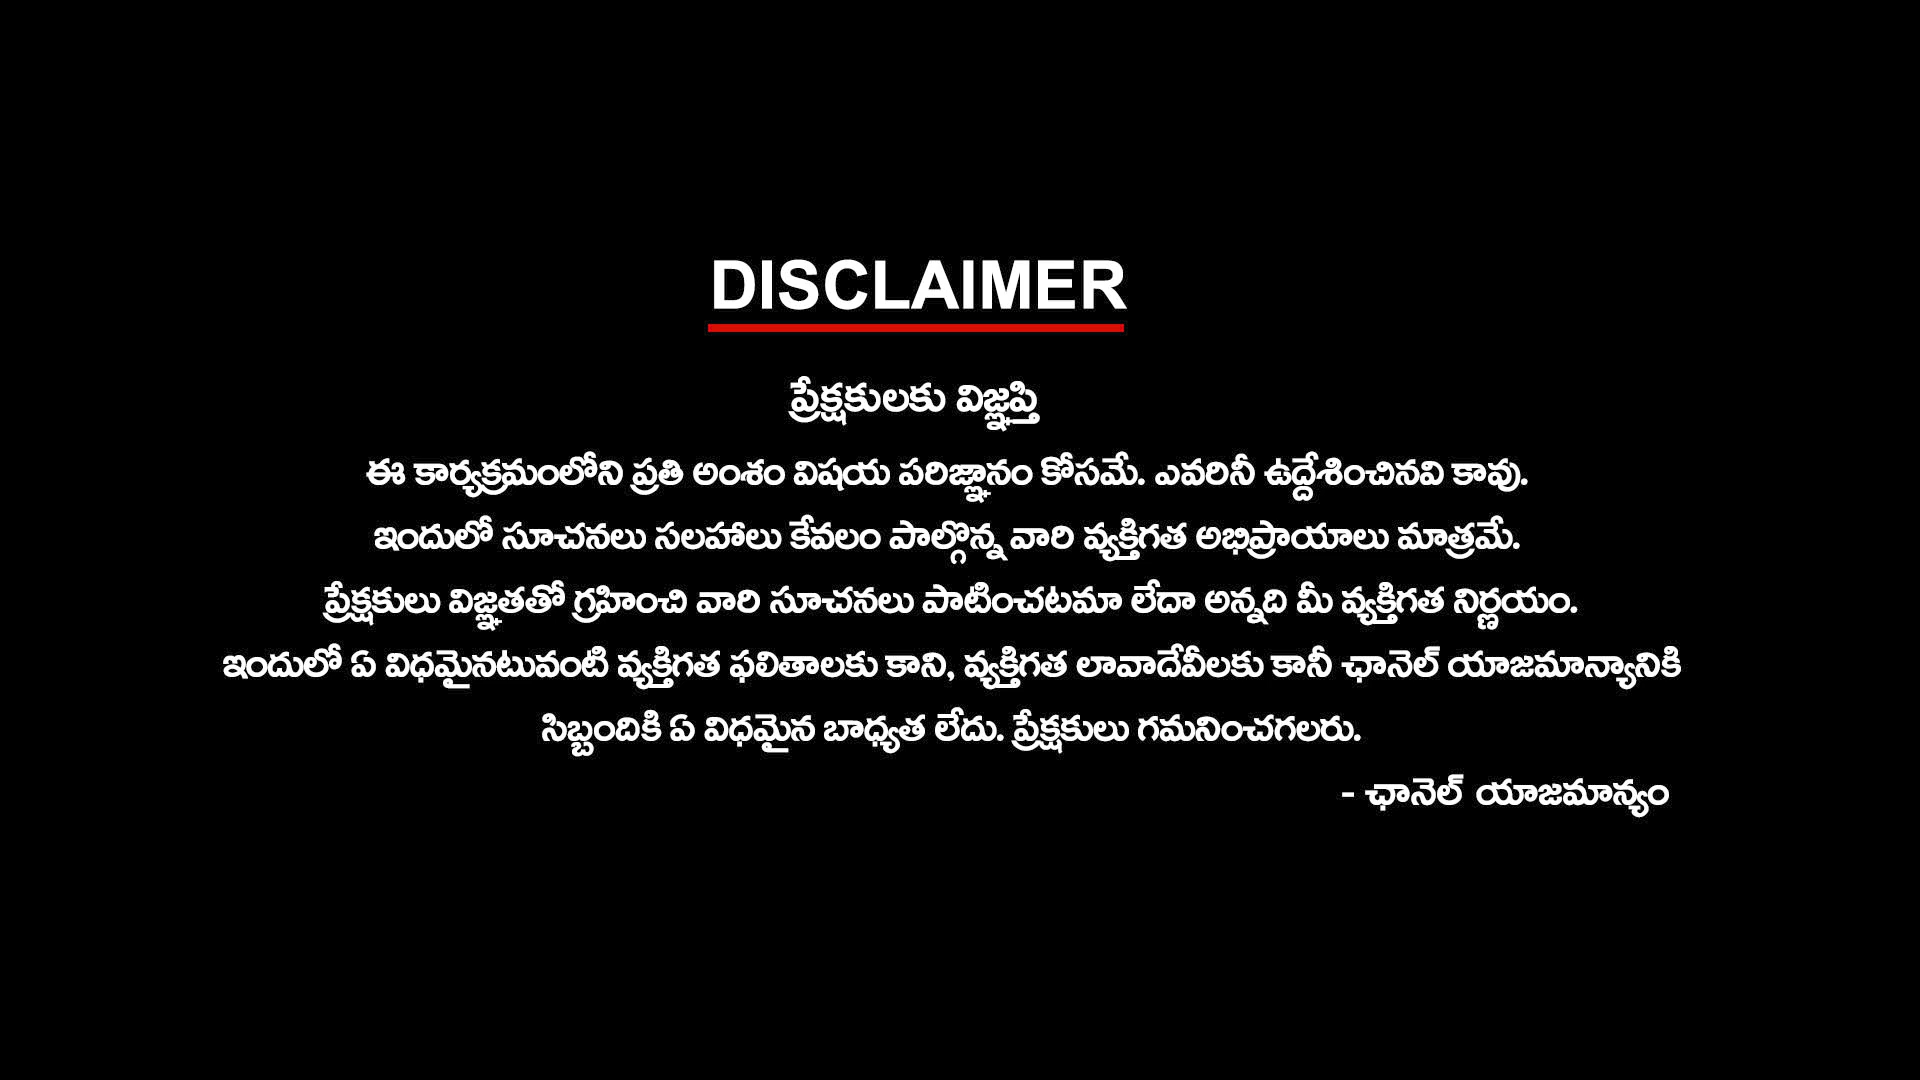 DISCLAIMER
ప్రేక్షకులకు విజ్ఞప్తి
ఈ కార్యక్రమంలోని ప్రతి అంశం విషయ పరిజ్ఞానం కోసమే. ఎవరినీ ఉద్దేశించినవి కావు.
ఇందులో సూచనలు సలహాలు కేవలం పాల్గొన్న వారి వ్యక్తిగత అభిప్రాయాలు మాత్రమే.
ప్రేక్షకులు విజ్ఞతతో గ్రహించి వారి సూచనలు పాటించటమా లేదా అన్నది మీ వ్యక్తిగత నిర్ణయం.
ఇందులో ఏ విధమైనటువంటి వ్యక్తిగత ఫలితాలకు కాని, వ్యక్తిగత లావాదేవీలకు కానీ ఛానెల్ యాజమాన్యానికి
సిబ్బందికి ఏ విధమైన బాధ్యత లేదు. ప్రేక్షకులు గమనించగలరు.
- ఛానెల్ యాజమాన్యం